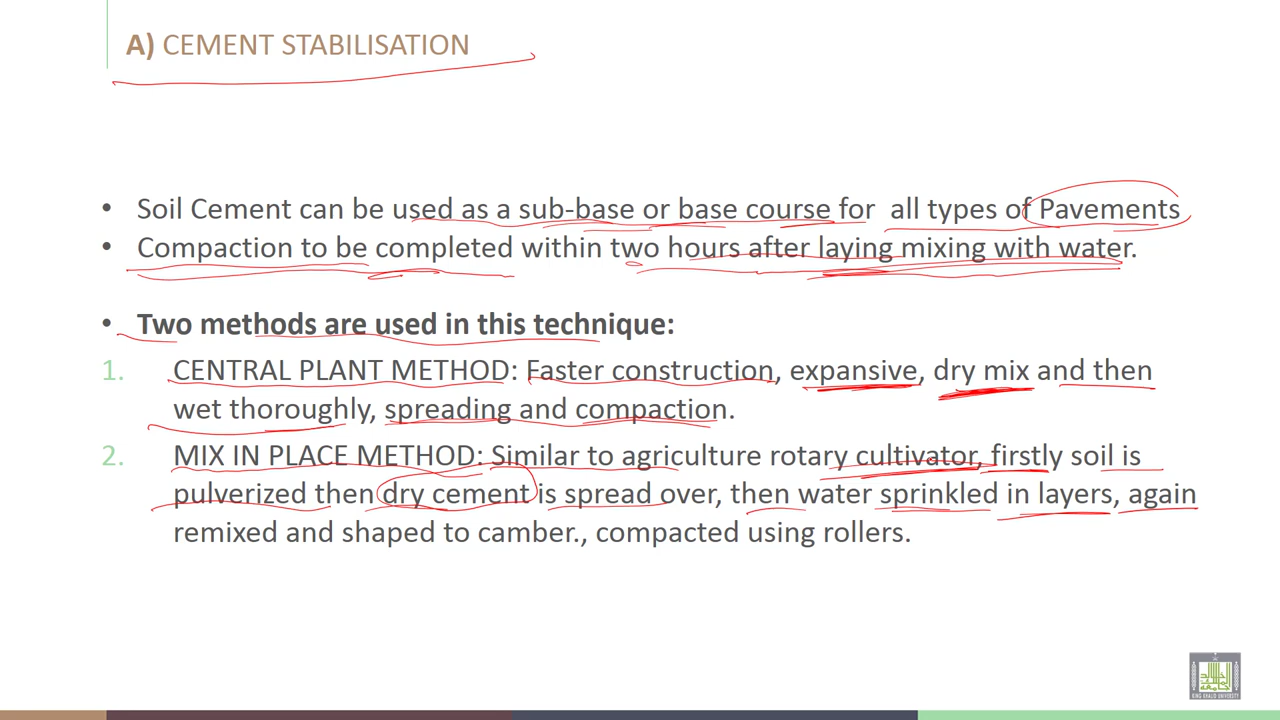 A) CEMENT STABILISATION
• Soil Cement can be used as a sub-base or base course for all types of Pavements
• Compaction to be completed within two hours after laying mixing with water.
• Two methods are used in this technique:
1. CENTRAL PLANT METHOD: Faster construction, expansive, dry mix and then
wet thoroughly, spreading and compaction.
2. MIX IN PLACE METHOD: Similar to agriculture rotary cultivator, firstly soil is
pulverized then dry cement is spread over, then water sprinkled in layers, again
remixed and shaped to camber., compacted using rollers.
KING KHALID UNIVERSITY